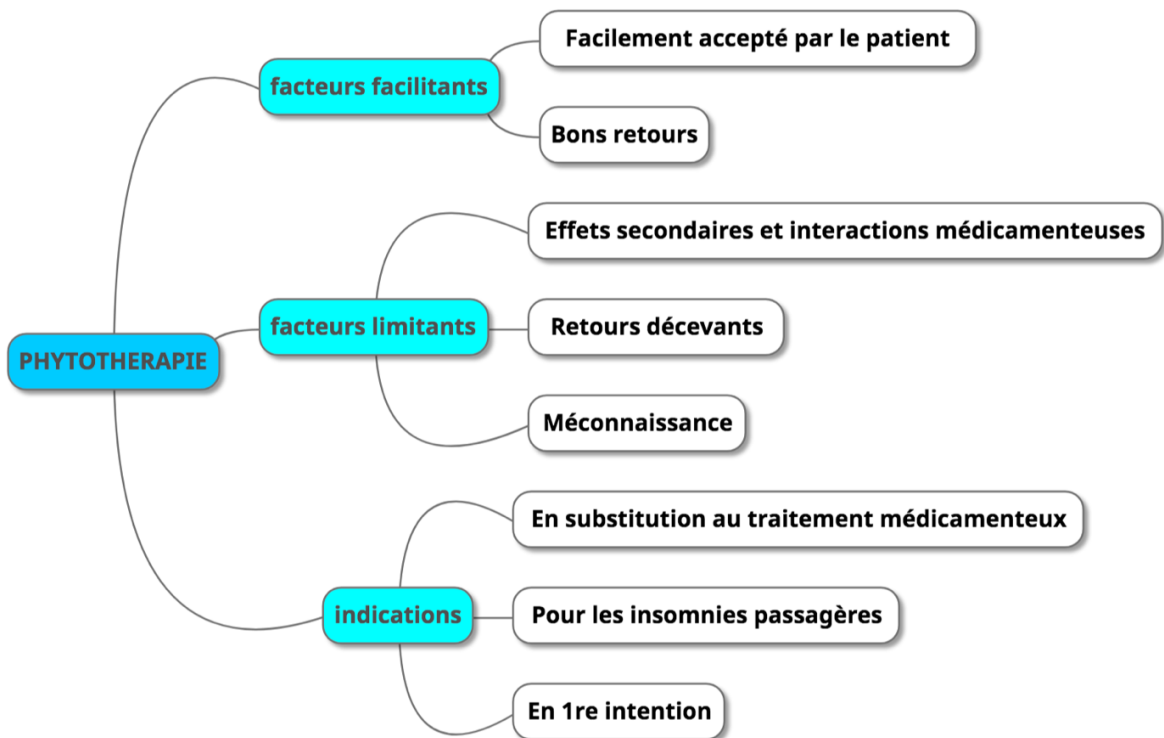 PHYTOTHERAPIE
facteurs facilitants
Facilement accepté par le patient
Bons retours
facteurs limitants
Effets secondaires et interactions médicamenteuses
Retours décevants
Méconnaissance
indications
En substitution au traitement médicamenteux
Pour les insomnies passagères
En 1re intention